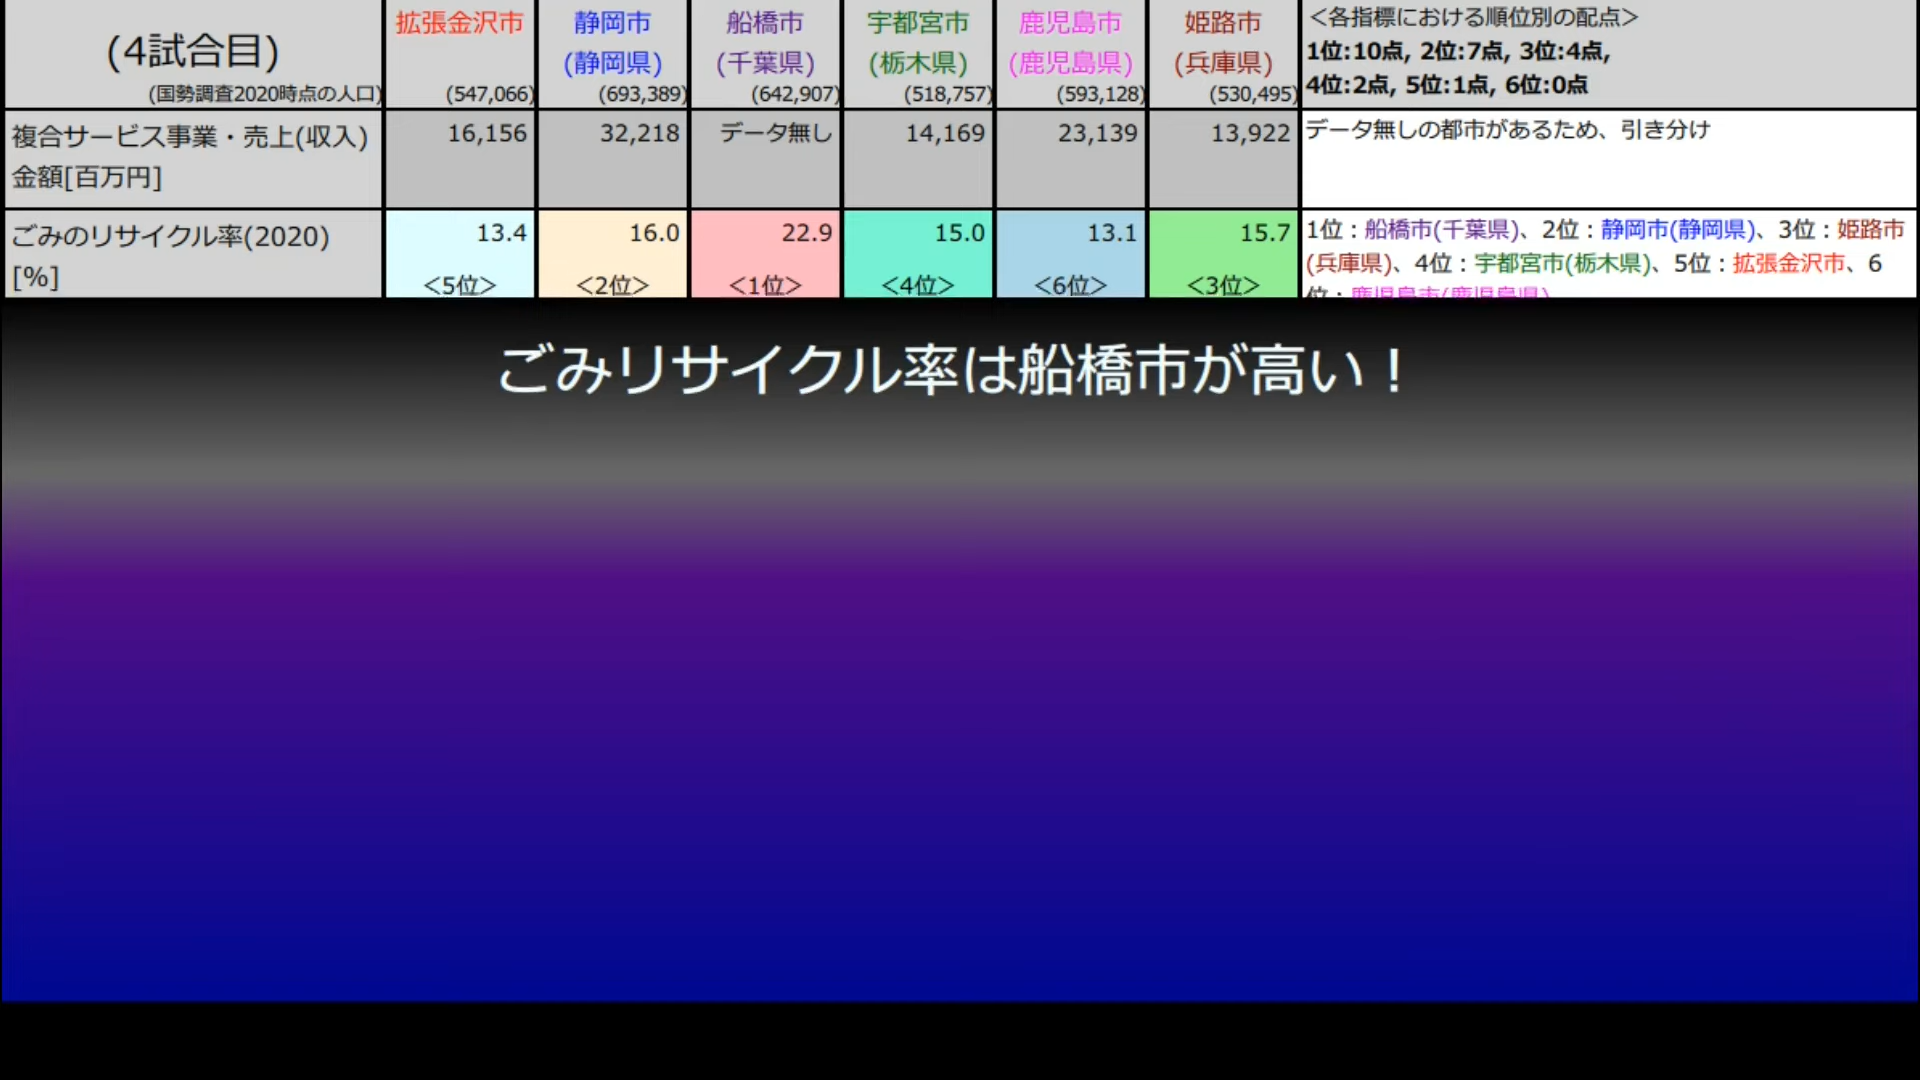 (4試合目)
(国勢調査2020時点の人口)
拡張金沢市
(547,066)
静岡市
(静岡県)
(693,389)
船橋市
(千葉県)
(642,907)
宇都宮市
(栃木県)
(518,757)
鹿児島市
(鹿児島県)
(593,128)
姫路市
(兵庫県)
(530,495)
＜各指標における順位別の配点＞
1位:10点, 2位:7点, 3位:4点,
4位:2点, 5位:1点, 6位:0点
複合サービス事業・売上(収入)
金額[百万円]
16,156
32,218
データ無し
14,169
23,139
13,922
データ無しの都市があるため、引き分け
ごみのリサイクル率(2020)
[%]
13.4
<5位>
16.0
<2位>
22.9
<1位>
15.0
<4位>
13.1
<6位>
15.7
<3位>
1位：船橋市(千葉県)、2位：静岡市(静岡県)、3位：姫路市
(兵庫県)、4位：宇都宮市(栃木県)、5位：拡張金沢市、6
位：鹿児島市(鹿児島県)
ごみリサイクル率は船橋市が高い！